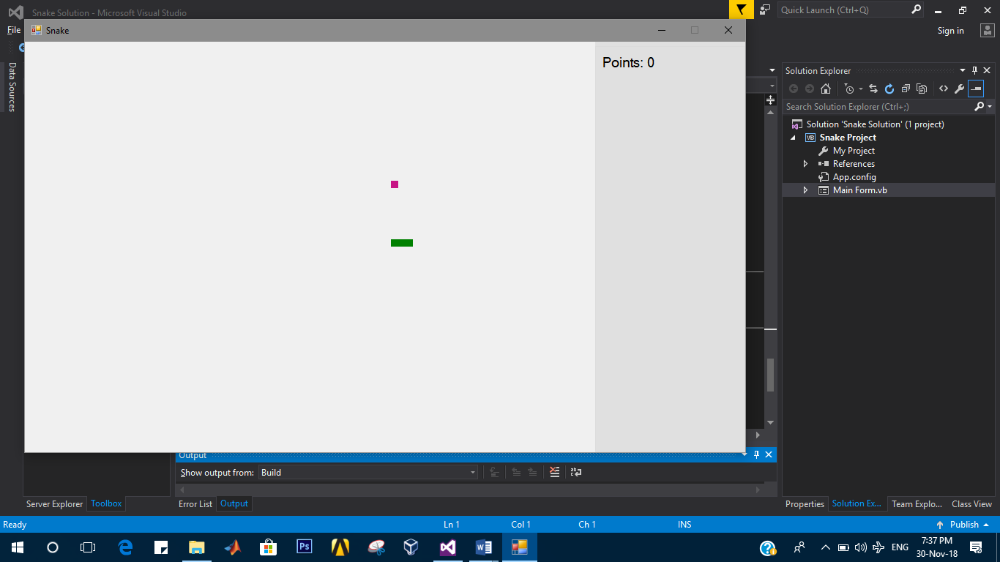 Snake Solution - Microsoft Visual Studio
Quick Launch (Ctrl+Q)
File
Sign in
Snake
Points: 0
Data Sources
Solution Explorer
Search Solution Explorer (Ctrl+;)
Solution 'Snake Solution' (1 project)
VB Snake Project
My Project
References
App.config
Main Form.vb
Output
Show output from: Build
Server Explorer Toolbox
Error List Output
Properties Solution Ex... Team Explo... Class View
Ready Ln 1 Col 1 Ch 1 INS Publish
Ps
ENG
7:37 PM
30-Nov-18